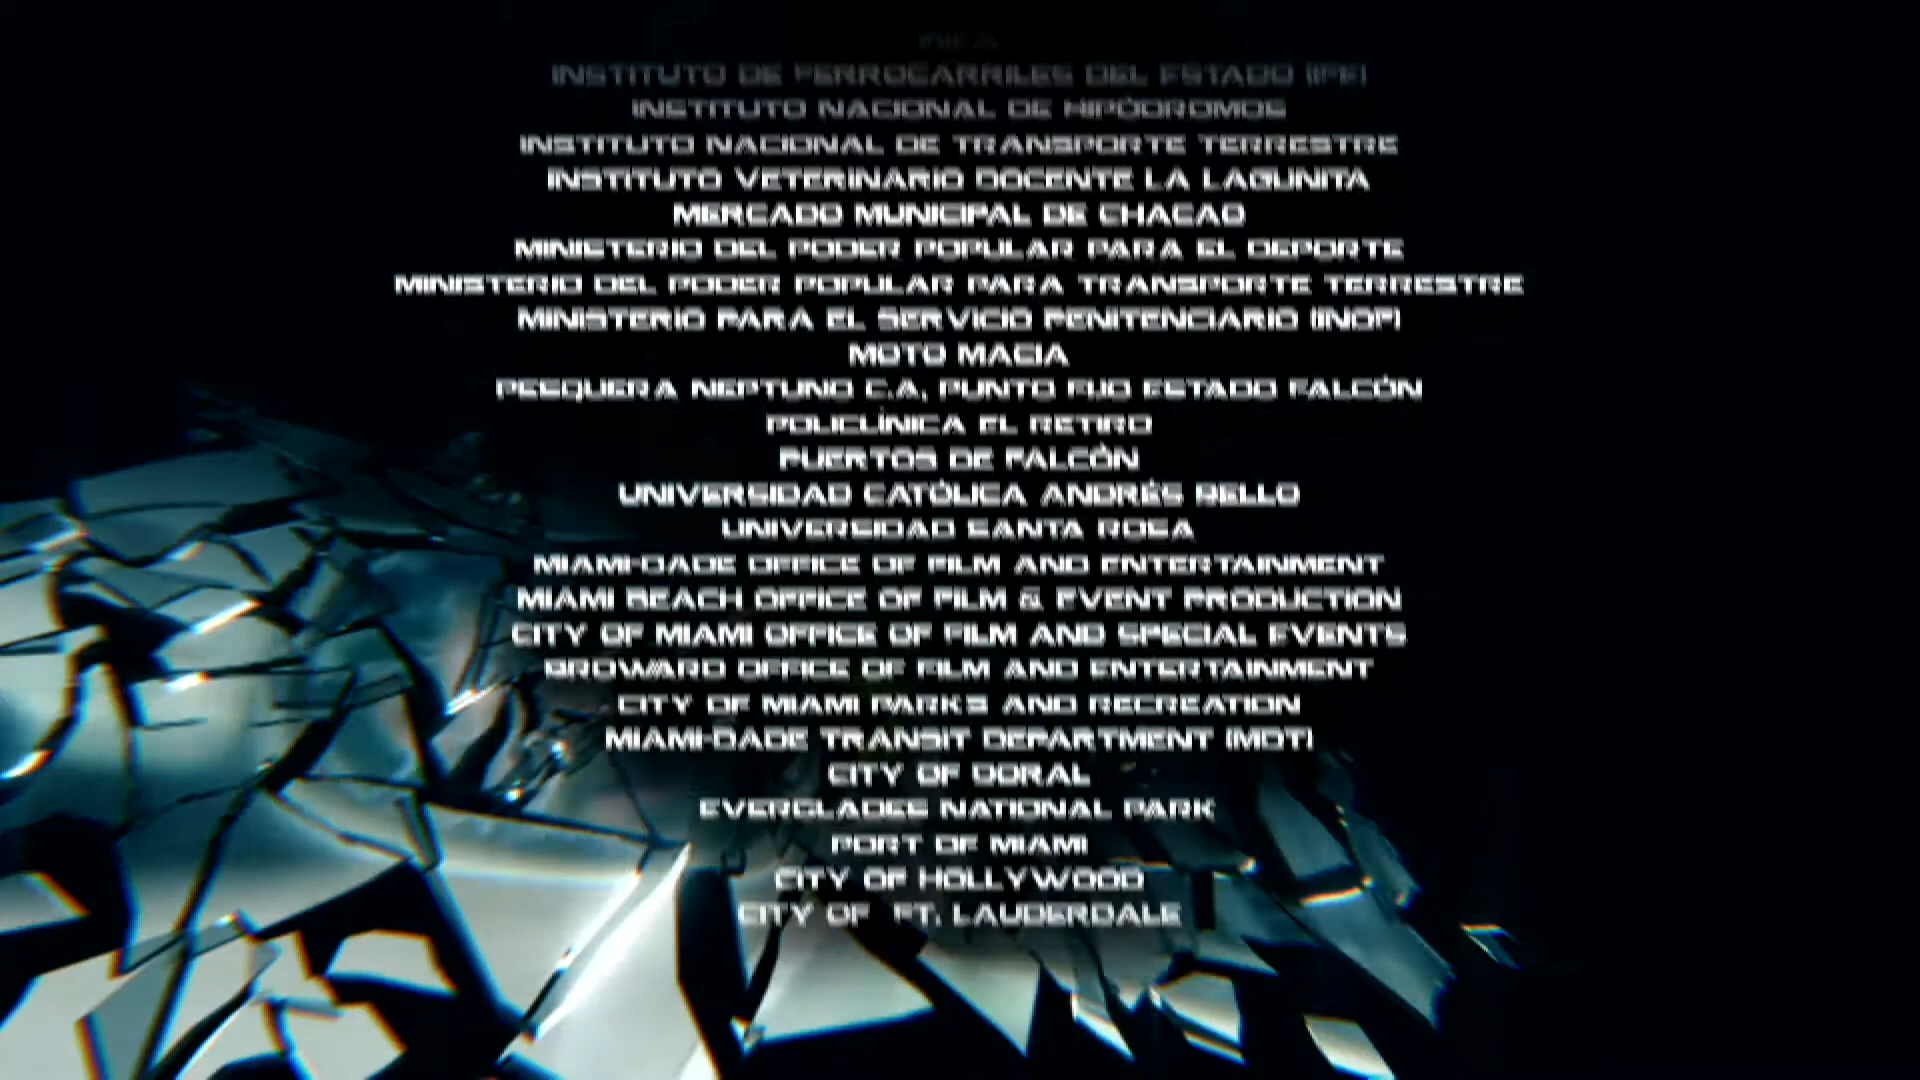 INSTITUTO DE FERROCARRILES DEL ESTADO (IFE)
INSTITUTO NACIONAL DE HIPÓDROMOS
INSTITUTO NACIONAL DE TRANSPORTE TERRESTRE
INSTITUTO VETERINARIO DOCENTE LA LAGUNITA
MERCADO MUNICIPAL DE CHACAO
MINISTERIO DEL PODER POPULAR PARA EL DEPORTE
MINISTERIO DEL PODER POPULAR PARA TRANSPORTE TERRESTRE
MINISTERIO PARA EL SERVICIO PENITENCIARIO (INOF)
MOTO MACIA
PESQUERA NEPTUNO C.A, PUNTO FIJO ESTADO FALCÓN
POLICLÍNICA EL RETIRO
PUERTOS DE FALCÓN
UNIVERSIDAD CATÓLICA ANDRÉS BELLO
UNIVERSIDAD SANTA ROSA
MIAMI-DADE OFFICE OF FILM AND ENTERTAINMENT
MIAMI BEACH OFFICE OF FILM & EVENT PRODUCTION
CITY OF MIAMI OFFICE OF FILM AND SPECIAL EVENTS
BROWARD OFFICE OF FILM AND ENTERTAINMENT
CITY OF MIAMI PARKS AND RECREATION
MIAMI-DADE TRANSIT DEPARTMENT (MDT)
CITY OF DORAL
EVERGLADES NATIONAL PARK
PORT OF MIAMI
CITY OF HOLLYWOOD
CITY OF FT. LAUDERDALE